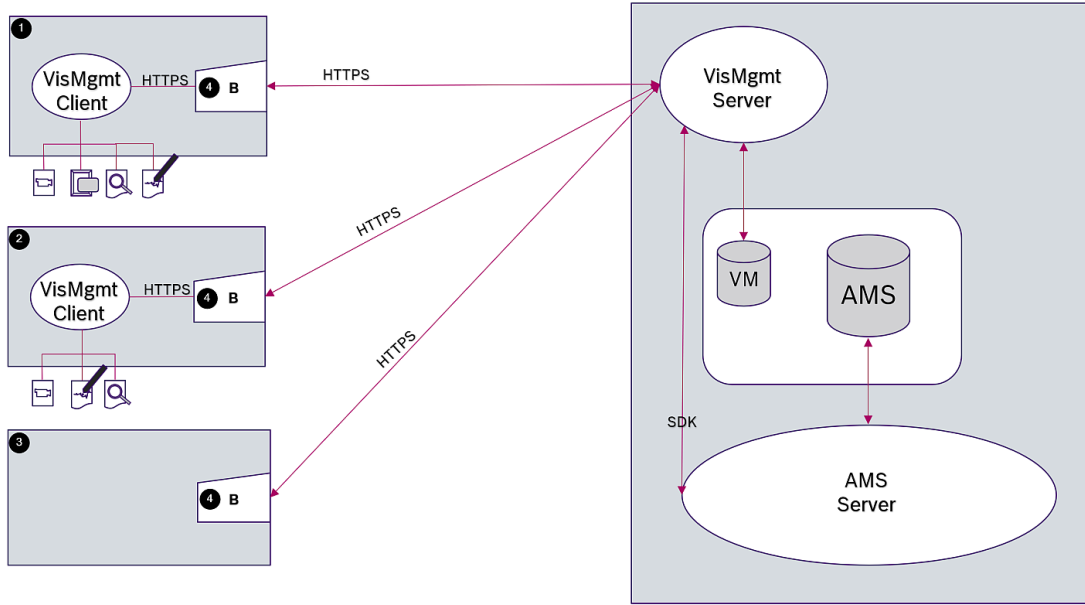 1
VisMgmt
Client
HTTPS
4 B
HTTPS
VisMgmt
Server
2
VisMgmt
Client
HTTPS
4 B
HTTPS
VM
AMS
3
4 B
HTTPS
SDK
AMS
Server